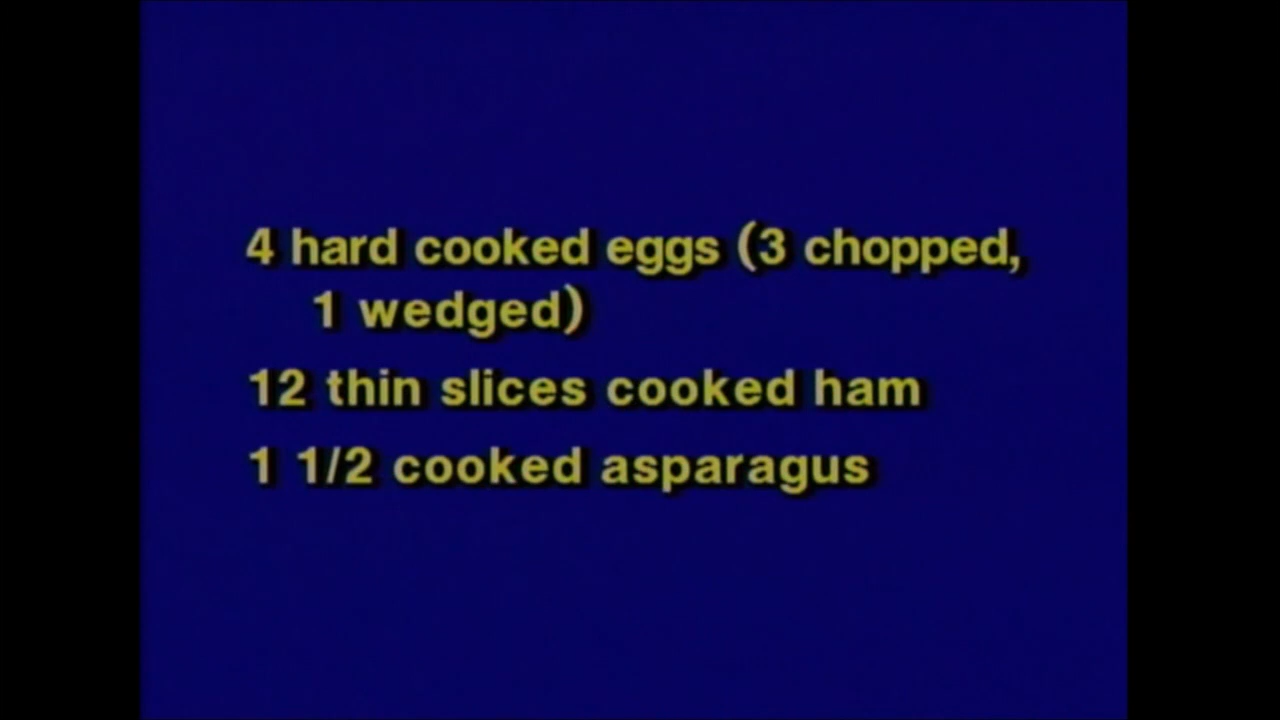 4 hard cooked eggs (3 chopped,
1 wedged)
12 thin slices cooked ham
1 1/2 cooked asparagus